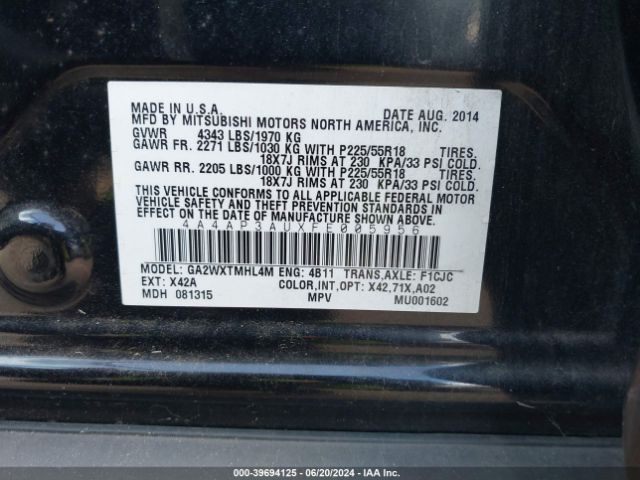 MADE IN U.S.A. DATE AUG. 2014
MFD BY MITSUBISHI MOTORS NORTH AMERICA, INC.
GVWR 4343 LBS/1970 KG
GAWR FR. 2271 LBS/1030 KG WITH P225/55R18 TIRES.
18X7J RIMS AT 230 KPA/33 PSI COLD.
GAWR RR. 2205 LBS/1000 KG WITH P225/55R18 TIRES.
18X7J RIMS AT 230 KPA/33 PSI COLD.
THIS VEHICLE CONFORMS TO ALL APPLICABLE FEDERAL MOTOR
VEHICLE SAFETY AND THEFT PREVENTION STANDARDS IN
EFFECT ON THE DATE OF MANUFACTURE SHOWN ABOVE.
4A4AP3AUXFE005956
MODEL: GA2WXTMHL4M ENG: 4B11 TRANS,AXLE: F1CJC
EXT: X42A COLOR,INT,OPT: X42,71X,A02
MDH 081315 MPV MU001602
000-39694125 - 06/20/2024 - IAA Inc.